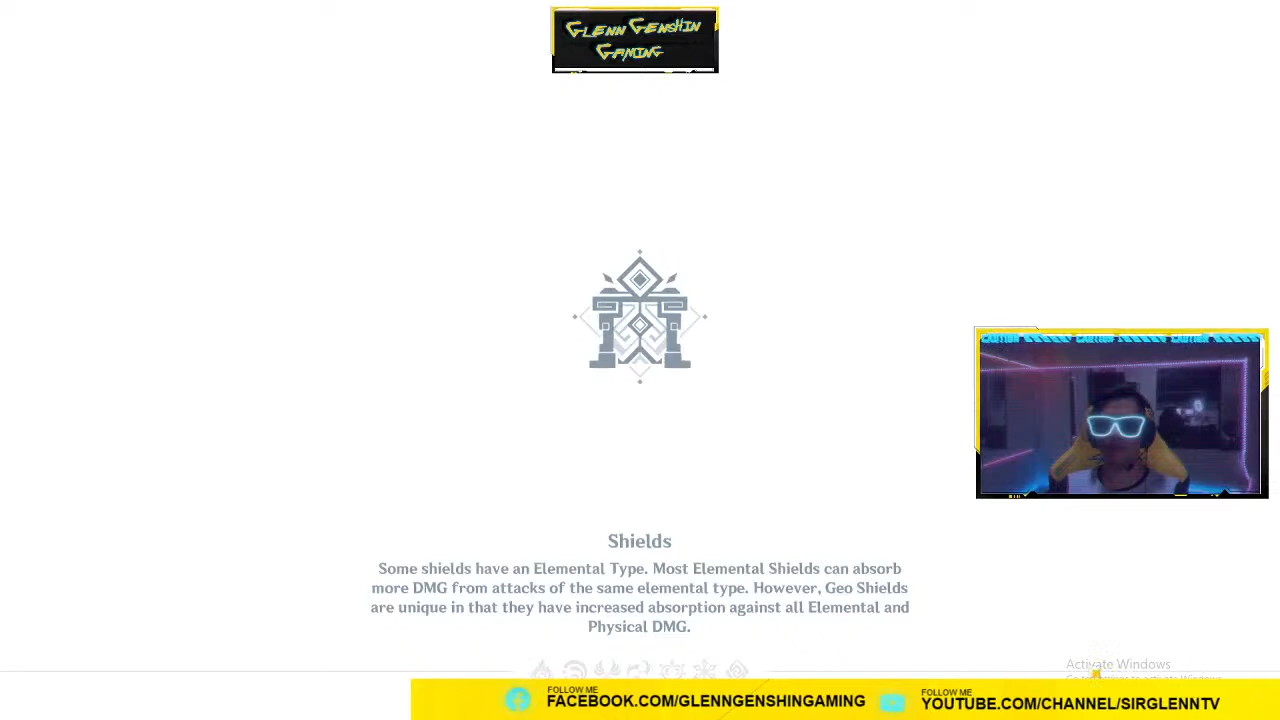 GLENN GENSHIN
GAMING
Shields
Some shields have an Elemental Type. Most Elemental Shields can absorb
more DMG from attacks of the same elemental type. However, Geo Shields
are unique in that they have increased absorption against all Elemental and
Physical DMG.
Activate Windows
FOLLOW ME
FACEBOOK.COM/GLENNGENSHINGAMING
FOLLOW ME
YOUTUBE.COM/CHANNEL/SIRGLENNTV